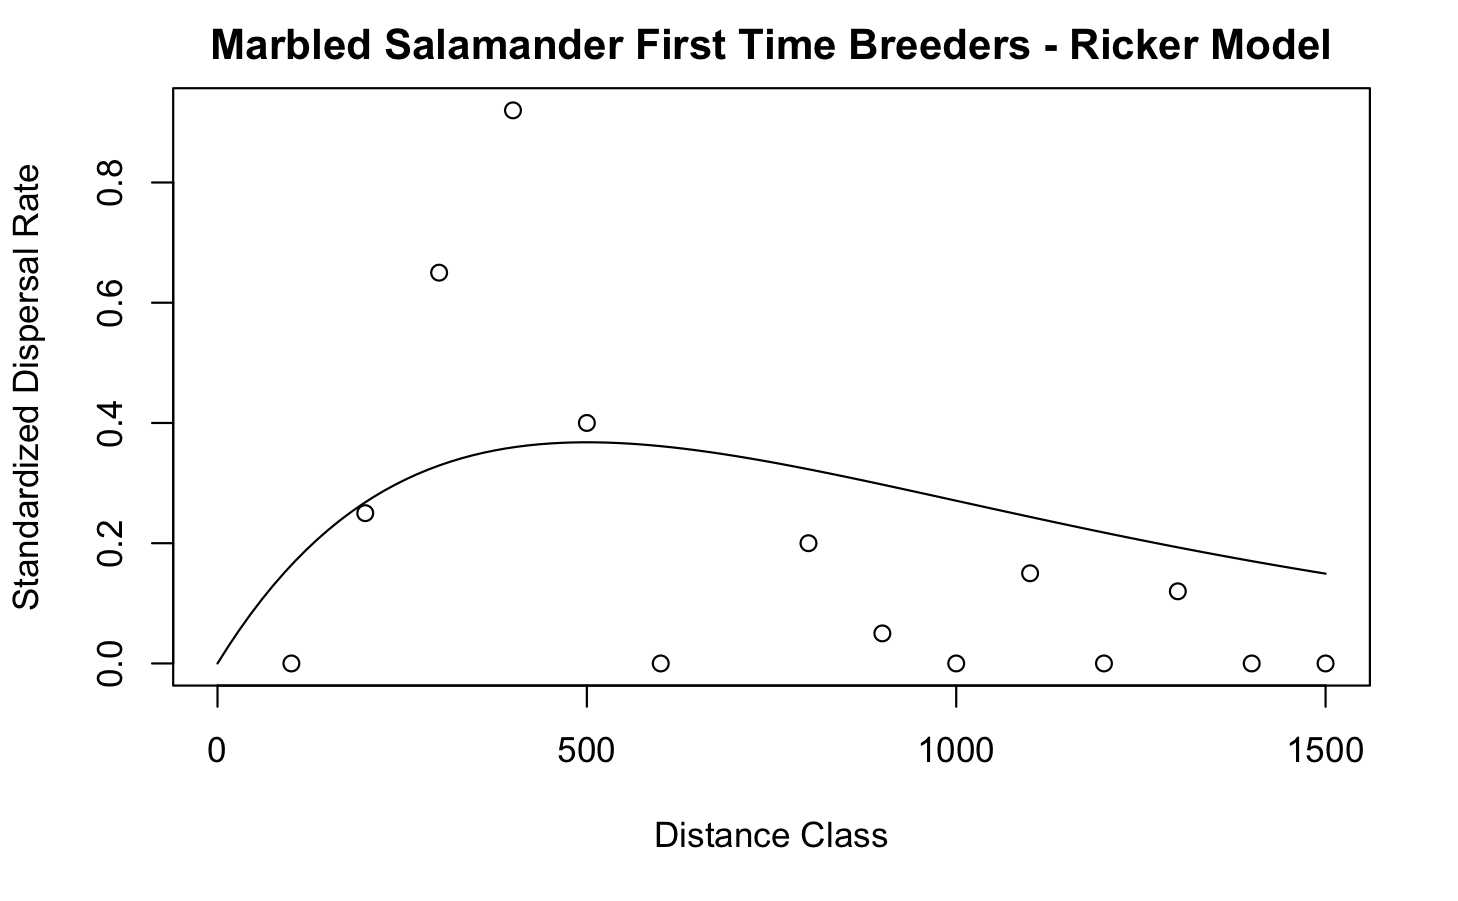 Marbled Salamander First Time Breeders - Ricker Model
Standardized Dispersal Rate
0.8
0.6
0.4
0.2
0.0
0 500 1000 1500
Distance Class